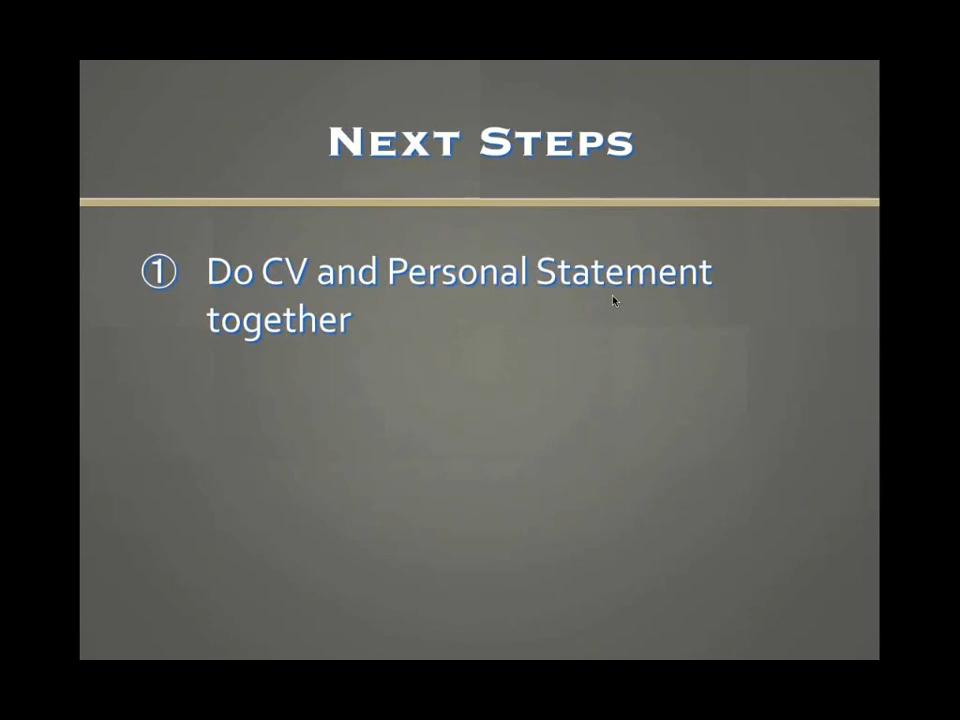 Next Steps
① Do CV and Personal Statement
together